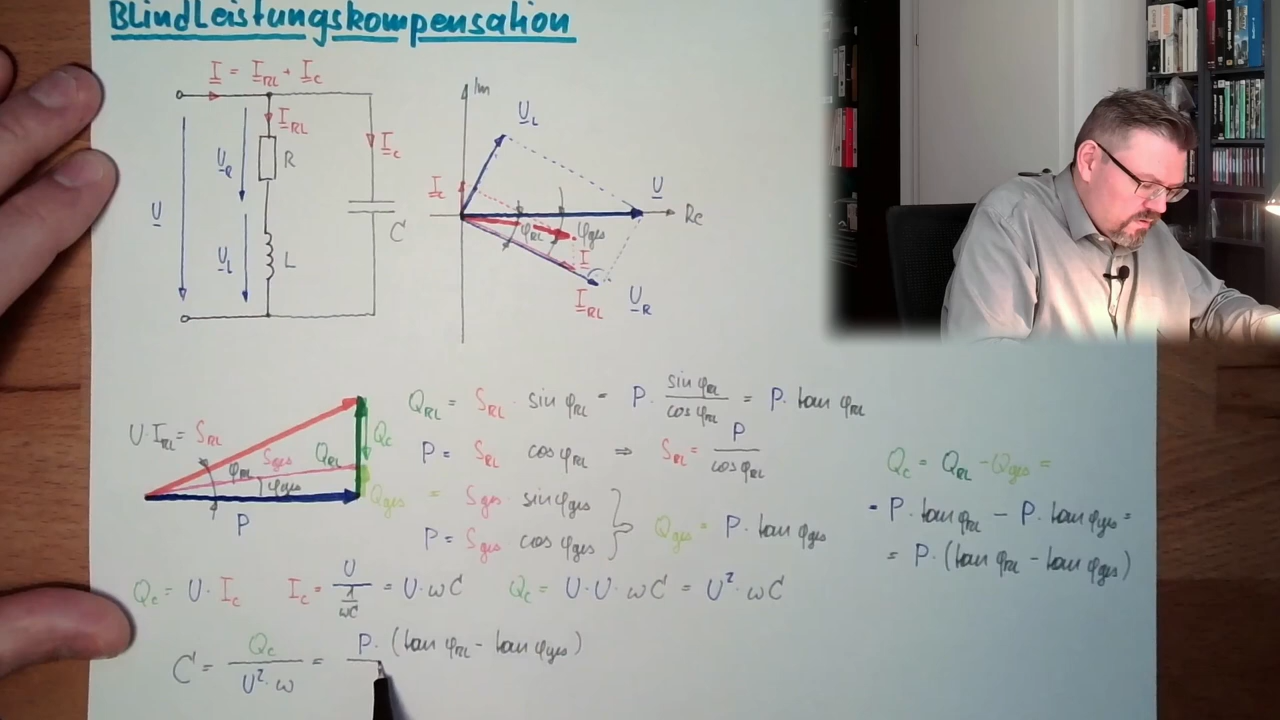 Blindleistungskompensation
I = I_RL + I_C
I_RL
I_C
U_R
R
U
U_L
L
C
Im
U_L
I_C
U
Re
φ_RL
φ_ges
I
I_RL
U_R
Q_RL = S_RL · sin φ_RL = P · sin φ_RL / cos φ_RL = P · tan φ_RL
U · I_RL = S_RL
Q_C
φ_RL
S_ges
Q_RL
φ_ges
P
P = S_RL cos φ_RL ⇒ S_RL = P / cos φ_RL
Q_ges = S_ges · sin φ_ges
P = S_ges cos φ_ges
Q_ges = P · tan φ_ges
Q_C = Q_RL - Q_ges =
= P · tan φ_RL - P · tan φ_ges =
= P · (tan φ_RL - tan φ_ges)
Q_C = U · I_C I_C = U / (1 / ωC) = U · ωC Q_C = U · U · ωC = U² · ωC
C = Q_C / (U² · ω) = P · (tan φ_RL - tan φ_ges)